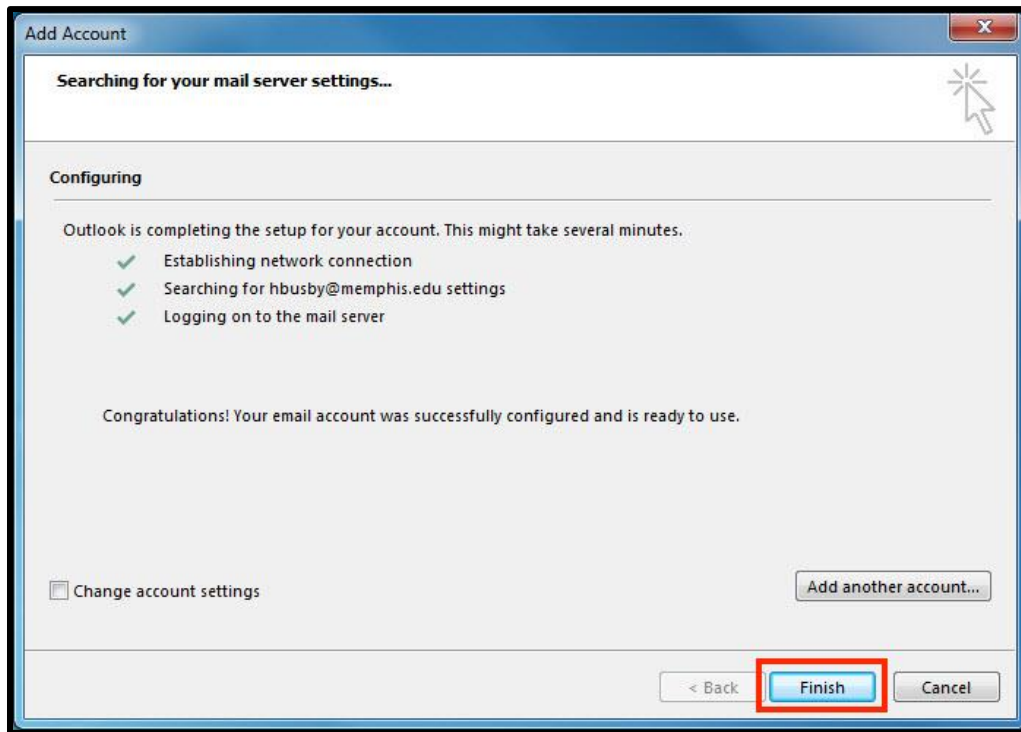 Add Account
Searching for your mail server settings...
Configuring
Outlook is completing the setup for your account. This might take several minutes.
Establishing network connection
Searching for hbusby@memphis.edu settings
Logging on to the mail server
Congratulations! Your email account was successfully configured and is ready to use.
Change account settings
Add another account...
< Back
Finish
Cancel